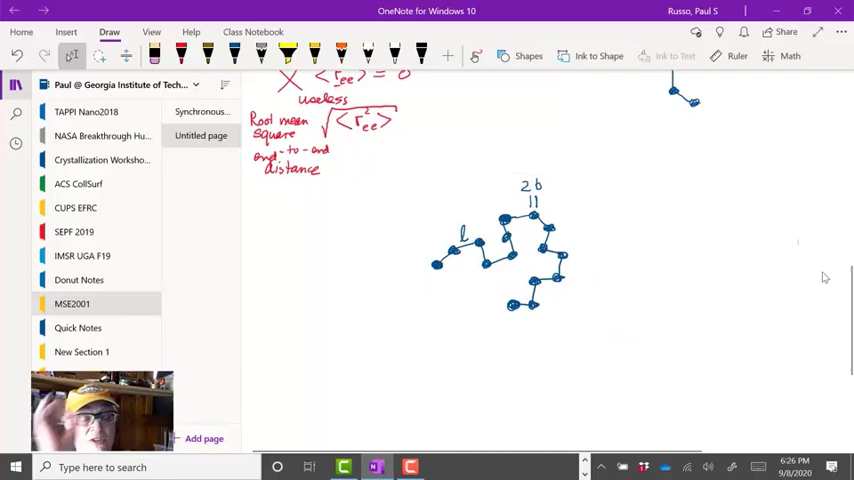 OneNote for Windows 10
Russo, Paul S
Home Insert Draw View Help Class Notebook
Share
Shapes Ink to Shape Ink to Text Ruler Math
Paul @ Georgia Institute of Tech...
TAPPI Nano2018
NASA Breakthrough Hu...
Crystallization Worksho...
ACS CollSurf
CUPS EFRC
SEPF 2019
IMSR UGA F19
Donut Notes
MSE2001
Quick Notes
New Section 1
Synchronous...
Untitled page
Add page
X < r_ee > = 0
useless
Root mean
square √< r²_ee >
end-to-end
distance
2b
l
Type here to search
6:26 PM
9/8/2020